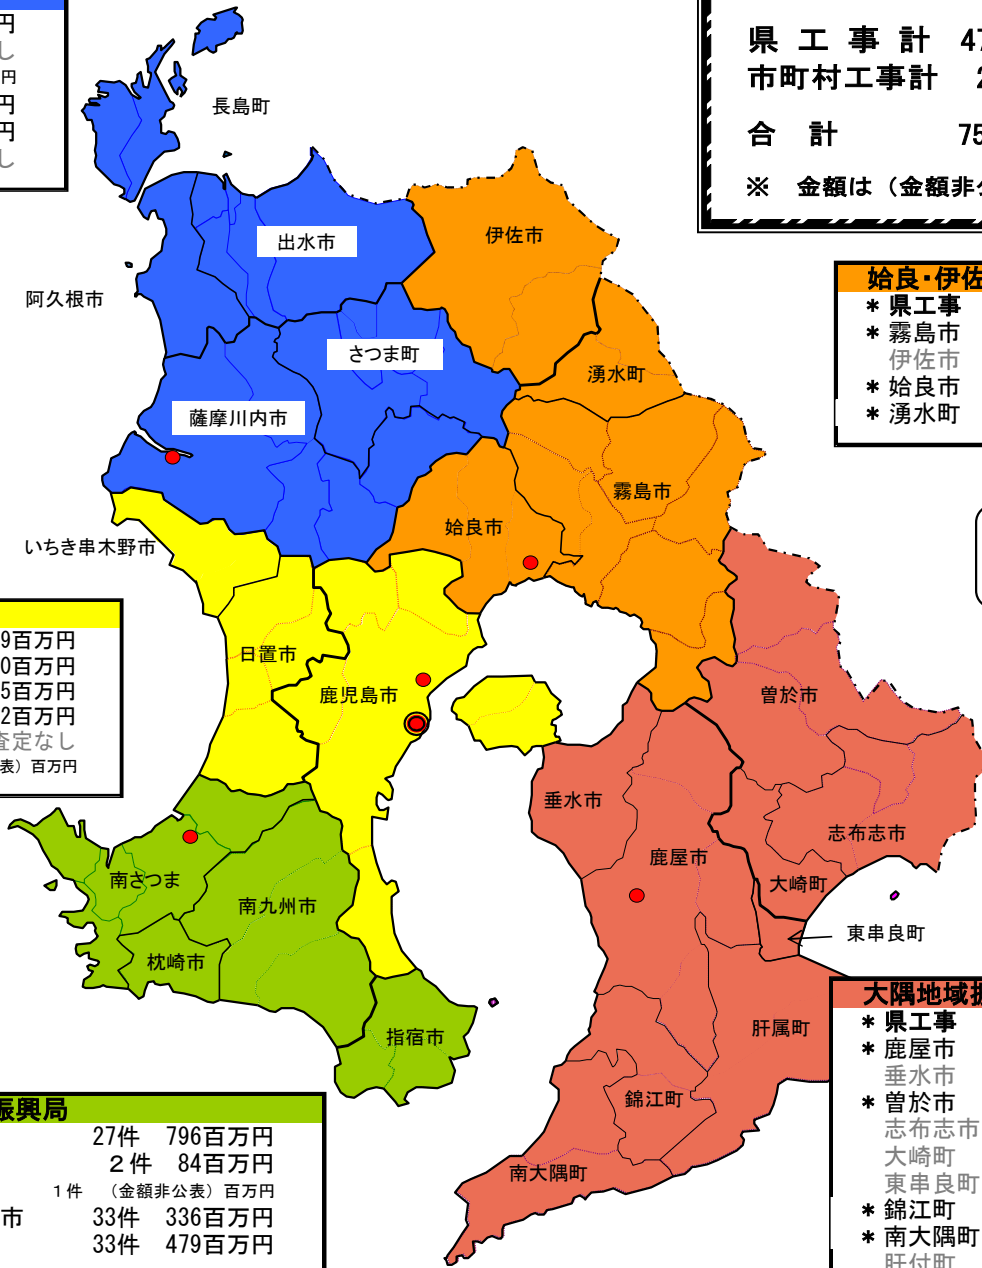 円
し
円
円
円
し
県工事計 47
市町村工事計 2
合計 75
※ 金額は（金額非公
長島町
出水市
伊佐市
阿久根市
さつま町
湧水町
薩摩川内市
霧島市
姶良市
いちき串木野市
姶良・伊佐
＊県工事
＊霧島市
伊佐市
＊姶良市
＊湧水町
9百万円
0百万円
5百万円
2百万円
査定なし
表）百万円
日置市
鹿児島市
曽於市
垂水市
志布志市
鹿屋市
大崎町
南さつま
南九州市
東串良町
枕崎市
肝属町
指宿市
錦江町
南大隅町
大隅地域振
＊県工事
＊鹿屋市
垂水市
＊曽於市
志布志市
大崎町
東串良町
＊錦江町
＊南大隅町
肝付町
振興局
27件 796百万円
２件 84百万円
1件 （金額非公表）百万円
市 33件 336百万円
33件 479百万円